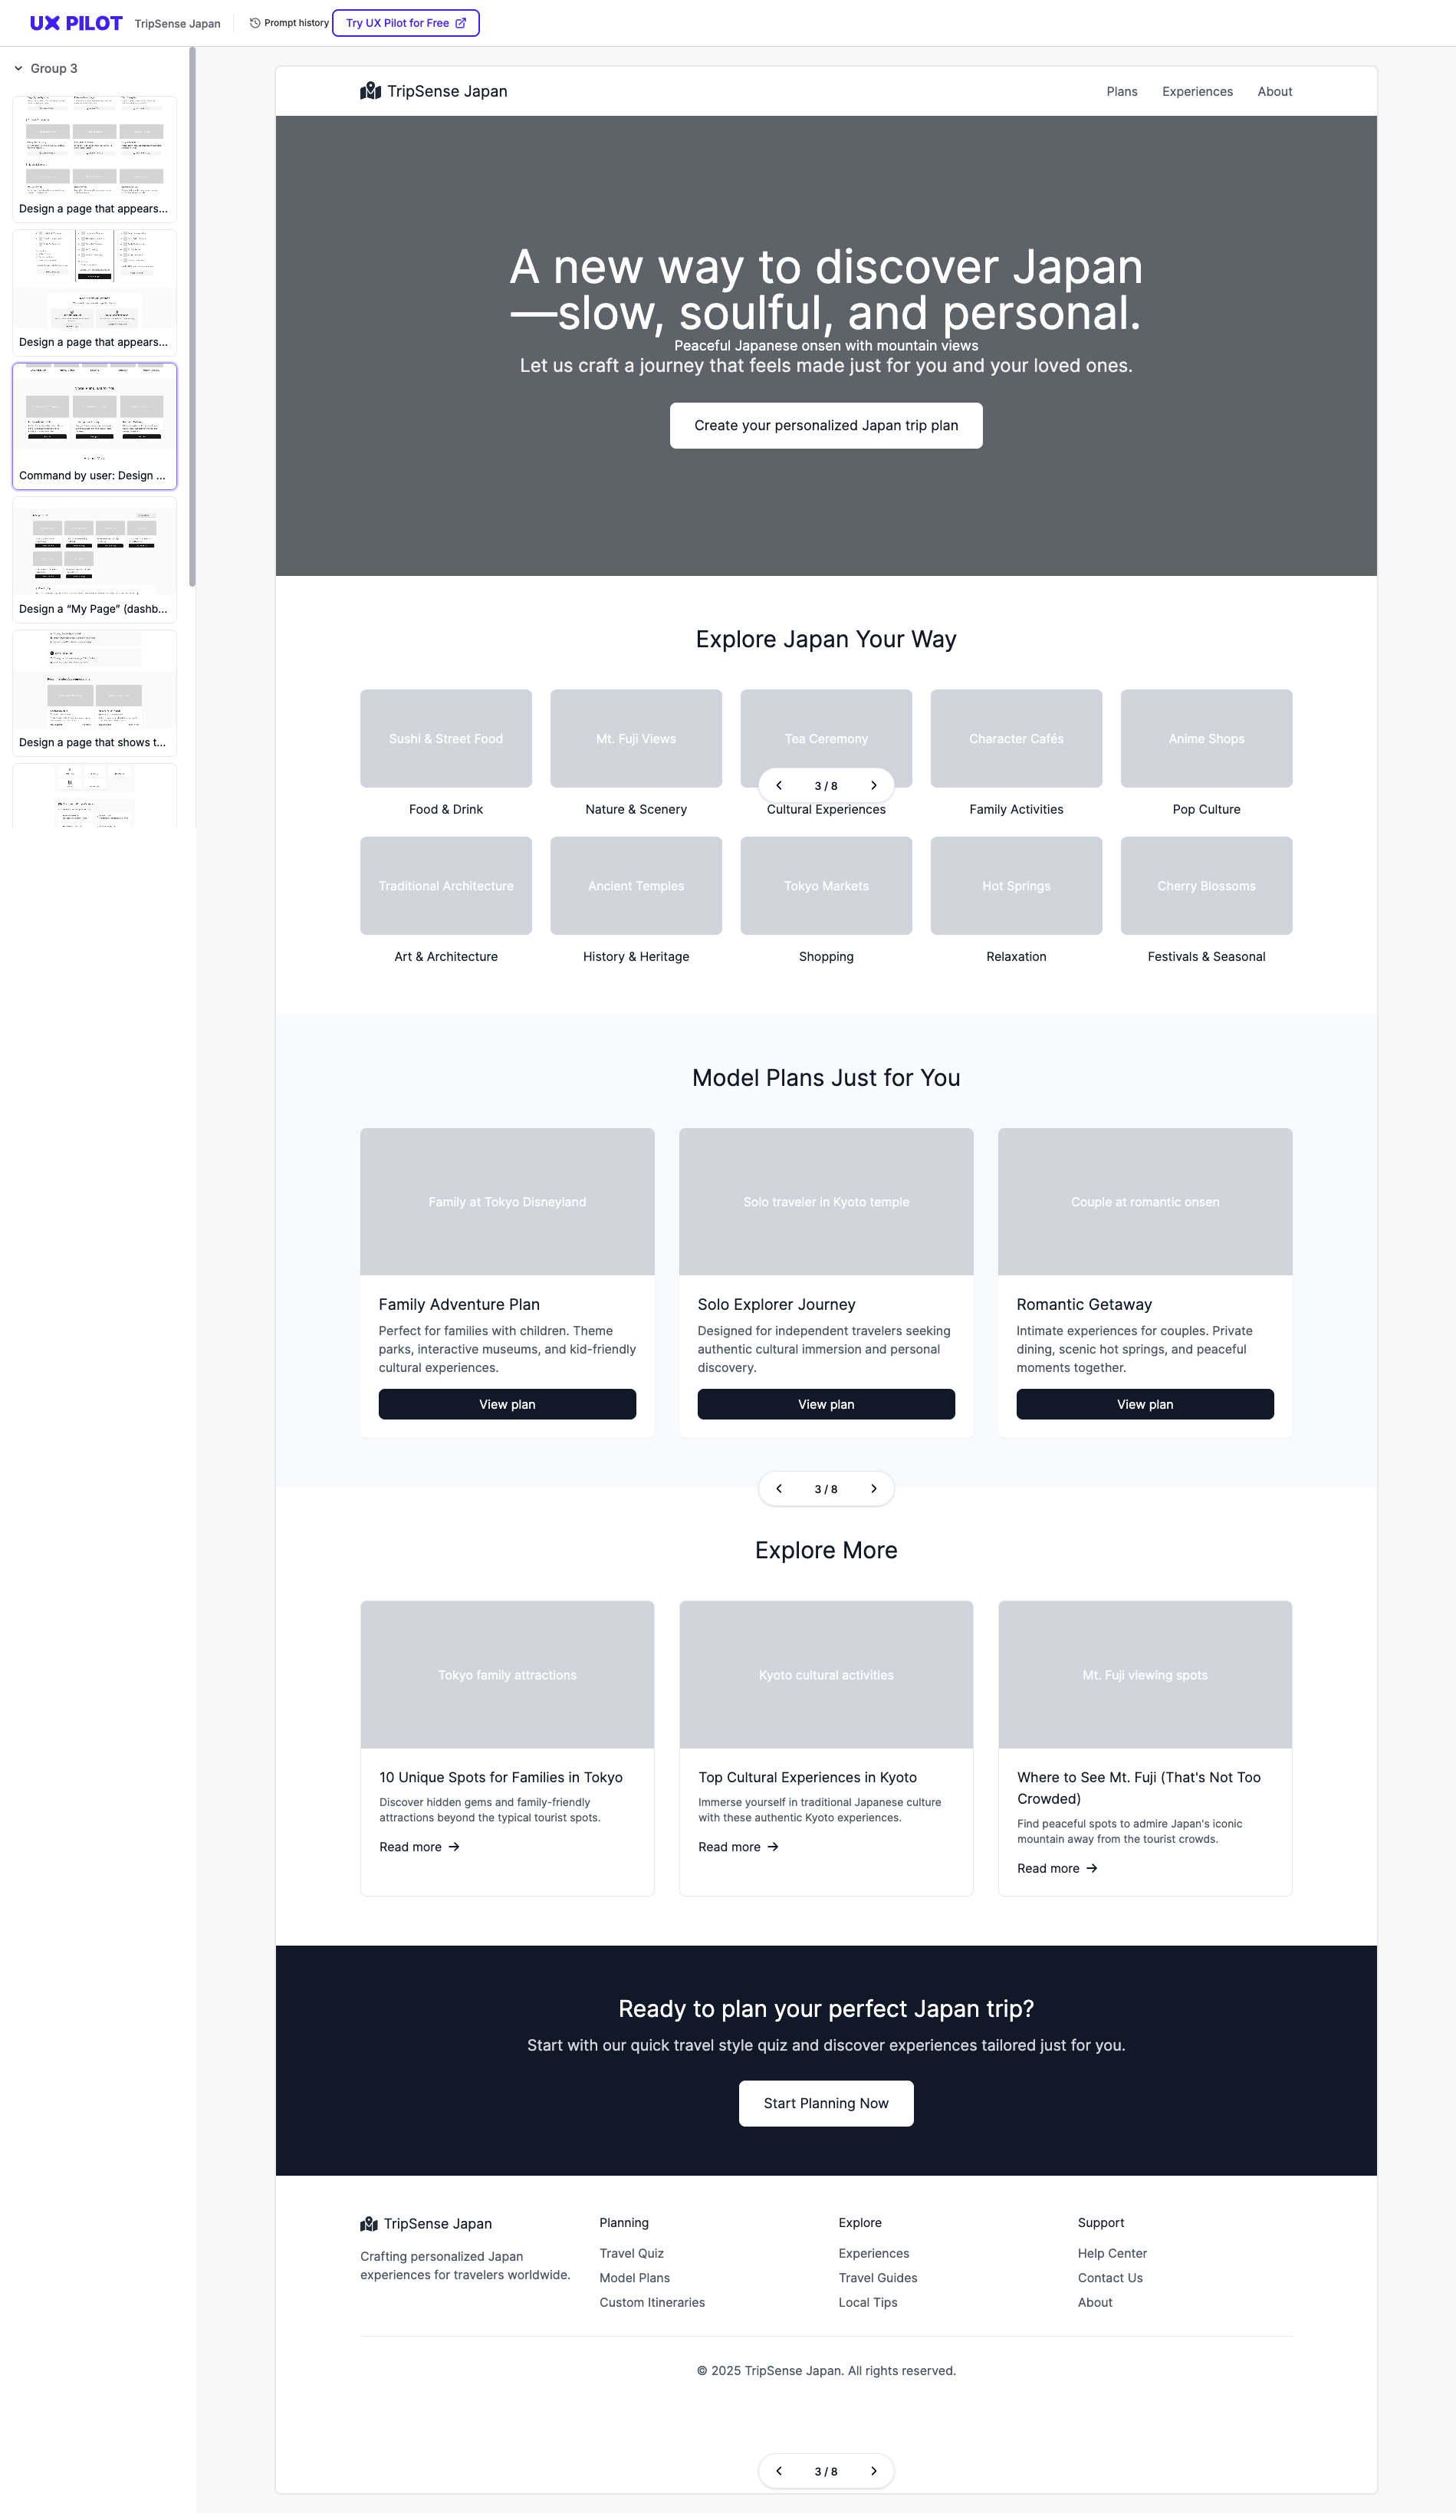 UX PILOT
TripSense Japan
Prompt history
Try UX Pilot for Free
Group 3
Design a page that appears...
Design a page that appears...
Command by user: Design ...
Design a “My Page” (dashb...
Design a page that shows t...
TripSense Japan
Plans
Experiences
About
A new way to discover Japan
—slow, soulful, and personal.
Peaceful Japanese onsen with mountain views
Let us craft a journey that feels made just for you and your loved ones.
Create your personalized Japan trip plan
Explore Japan Your Way
Sushi & Street Food
Mt. Fuji Views
Tea Ceremony
Character Cafés
Anime Shops
3 / 8
Food & Drink
Nature & Scenery
Cultural Experiences
Family Activities
Pop Culture
Traditional Architecture
Ancient Temples
Tokyo Markets
Hot Springs
Cherry Blossoms
Art & Architecture
History & Heritage
Shopping
Relaxation
Festivals & Seasonal
Model Plans Just for You
Family at Tokyo Disneyland
Solo traveler in Kyoto temple
Couple at romantic onsen
Family Adventure Plan
Perfect for families with children. Theme
parks, interactive museums, and kid-friendly
cultural experiences.
View plan
Solo Explorer Journey
Designed for independent travelers seeking
authentic cultural immersion and personal
discovery.
View plan
Romantic Getaway
Intimate experiences for couples. Private
dining, scenic hot springs, and peaceful
moments together.
View plan
3 / 8
Explore More
Tokyo family attractions
Kyoto cultural activities
Mt. Fuji viewing spots
10 Unique Spots for Families in Tokyo
Discover hidden gems and family-friendly
attractions beyond the typical tourist spots.
Read more
Top Cultural Experiences in Kyoto
Immerse yourself in traditional Japanese culture
with these authentic Kyoto experiences.
Read more
Where to See Mt. Fuji (That's Not Too
Crowded)
Find peaceful spots to admire Japan's iconic
mountain away from the tourist crowds.
Read more
Ready to plan your perfect Japan trip?
Start with our quick travel style quiz and discover experiences tailored just for you.
Start Planning Now
TripSense Japan
Crafting personalized Japan
experiences for travelers worldwide.
Planning
Travel Quiz
Model Plans
Custom Itineraries
Explore
Experiences
Travel Guides
Local Tips
Support
Help Center
Contact Us
About
© 2025 TripSense Japan. All rights reserved.
3 / 8